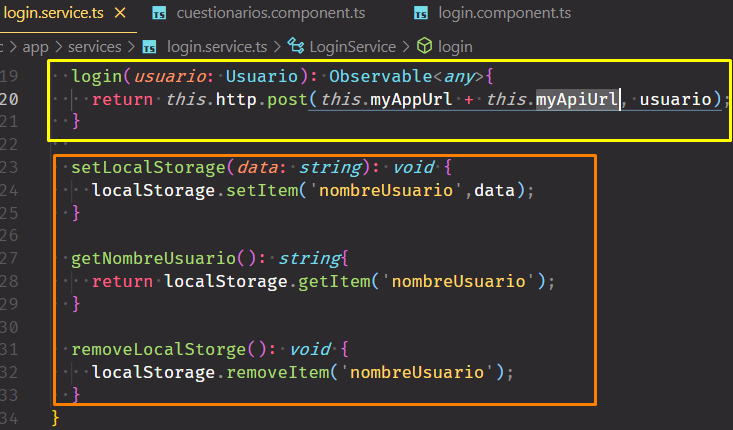 login.service.ts × TS cuestionarios.component.ts TS login.component.ts
> app > services > TS login.service.ts > LoginService > login
19 login(usuario: Usuario): Observable<any>{
20 return this.http.post(this.myAppUrl + this.myApiUrl, usuario);
21 }
22
23 setLocalStorage(data: string): void {
24 localStorage.setItem('nombreUsuario',data);
25 }
26
27 getNombreUsuario(): string{
28 return localStorage.getItem('nombreUsuario');
29 }
30
31 removeLocalStorge(): void {
32 localStorage.removeItem('nombreUsuario');
33 }
34 }